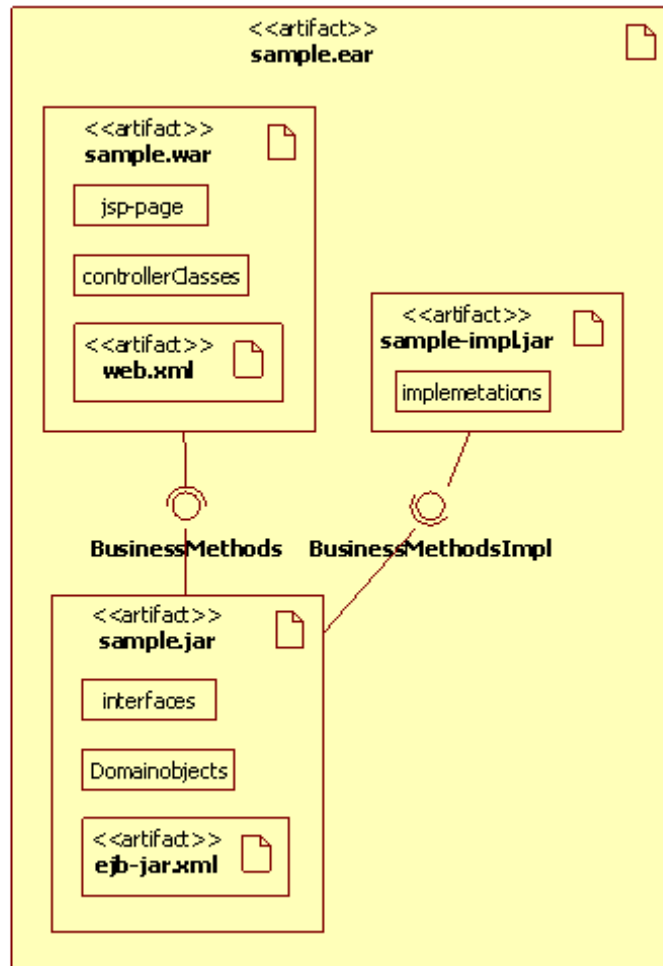 <<artifact>>
sample.ear
<<artifact>>
sample.war
jsp-page
controllerClasses
<<artifact>>
web.xml
<<artifact>>
sample-impl.jar
implemetations
BusinessMethods
BusinessMethodsImpl
<<artifact>>
sample.jar
interfaces
Domainobjects
<<artifact>>
ejb-jar.xml